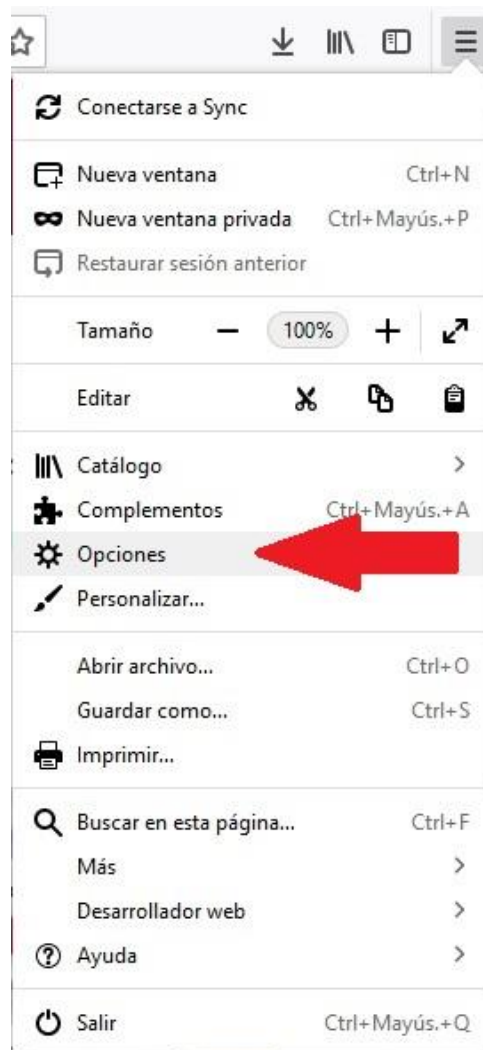 Conectarse a Sync
Nueva ventana Ctrl+N
Nueva ventana privada Ctrl+Mayús.+P
Restaurar sesión anterior
Tamaño 100%
Editar
Catálogo
Complementos Ctrl+Mayús.+A
Opciones
Personalizar...
Abrir archivo... Ctrl+O
Guardar como... Ctrl+S
Imprimir...
Buscar en esta página... Ctrl+F
Más
Desarrollador web
Ayuda
Salir Ctrl+Mayús.+Q